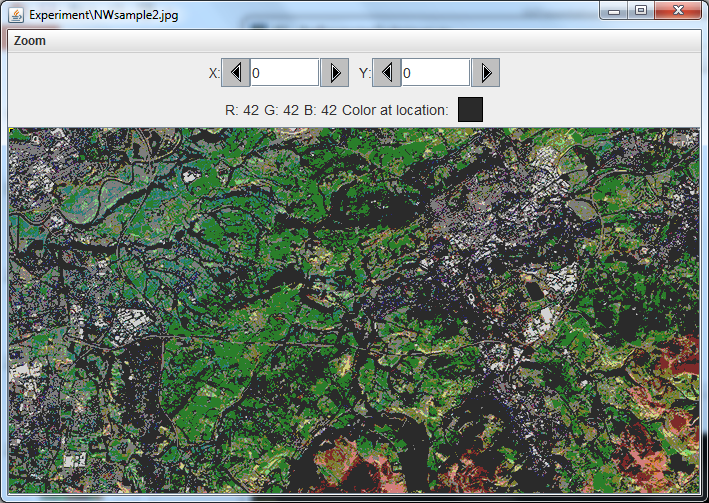 Experiment\NWsample2.jpg
Zoom
X: 0 Y: 0
R: 42 G: 42 B: 42 Color at location: